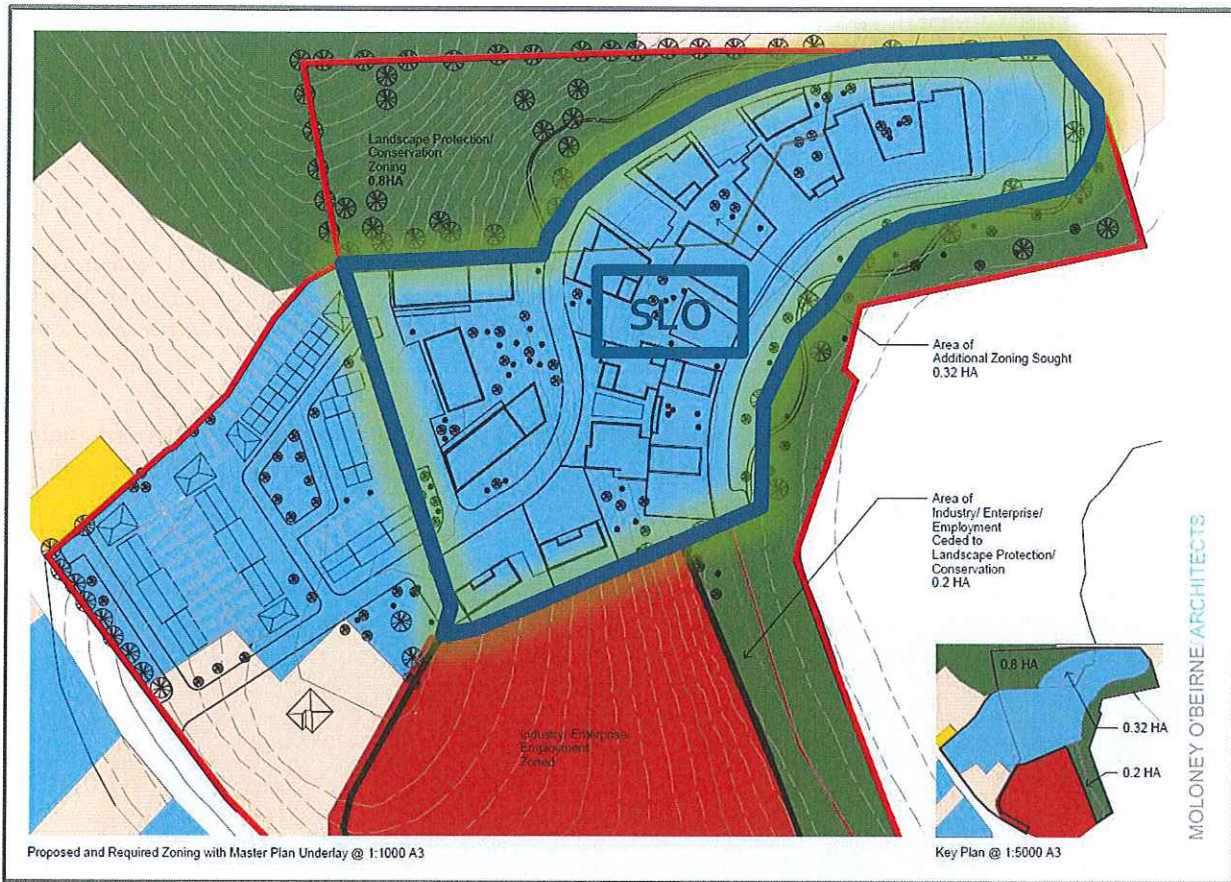 Landscape Protection/
Conservation
Zoning
0.8HA
SLO
Area of
Additional Zoning Sought
0.32 HA
Area of
Industry/ Enterprise/
Employment
Ceded to
Landscape Protection/
Conservation
0.2 HA
Industry/ Enterprise/
Employment
Zoned
0.8 HA
0.32 HA
0.2 HA
MOLONEY O'BEIRNE ARCHITECTS
Proposed and Required Zoning with Master Plan Underlay @ 1:1000 A3
Key Plan @ 1:5000 A3